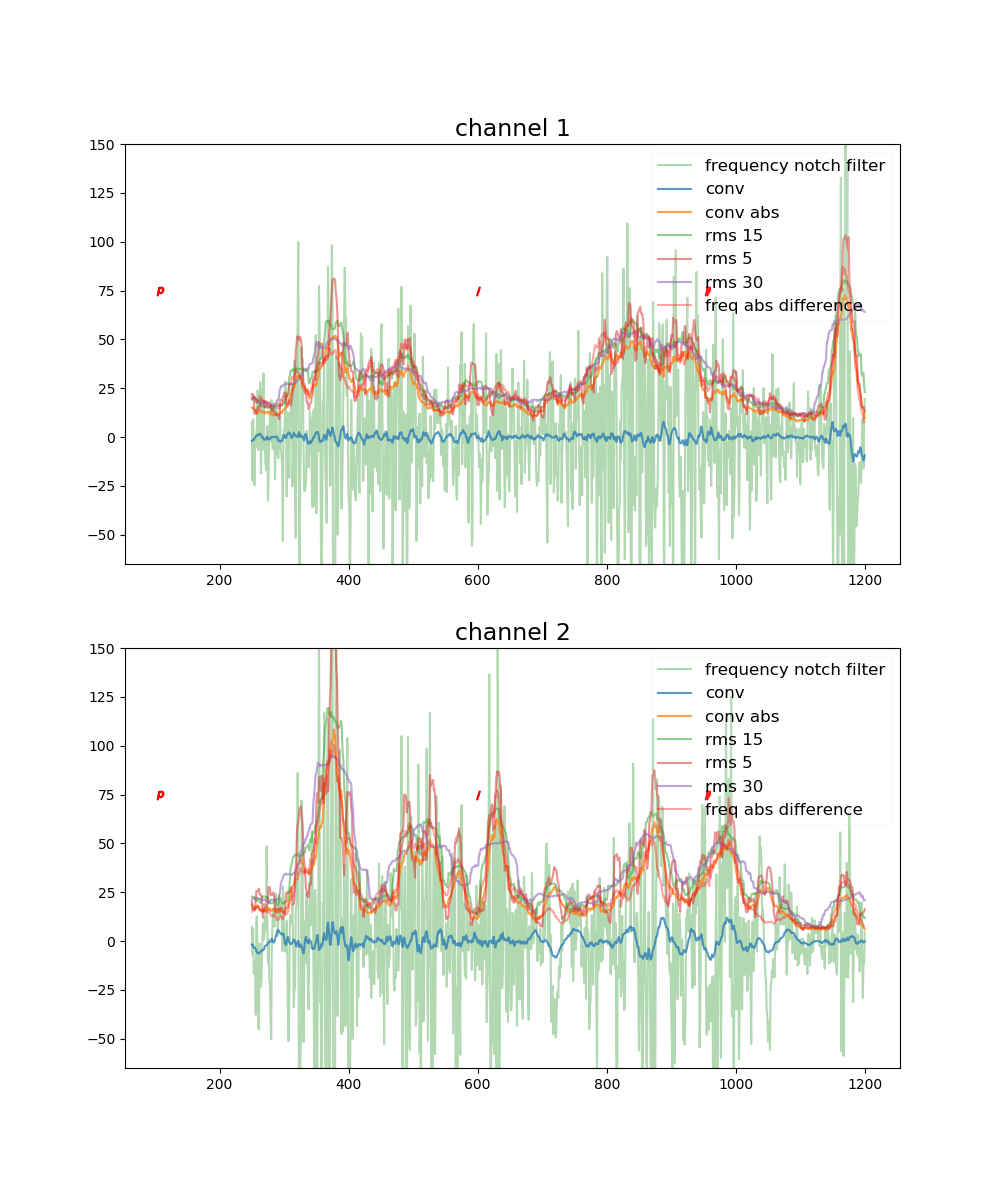 channel 1
150
125
100
75
50
25
0
−25
−50
p
frequency notch filter
conv
conv abs
rms 15
rms 5
rms 30
freq abs difference
200 400 600 800 1000 1200
channel 2
150
125
100
75
50
25
0
−25
−50
p
frequency notch filter
conv
conv abs
rms 15
rms 5
rms 30
freq abs difference
200 400 600 800 1000 1200